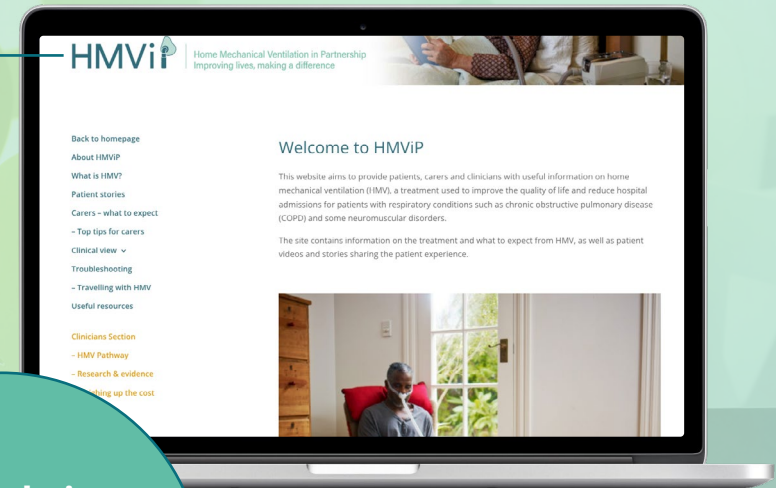 HMViP
Home Mechanical Ventilation in Partnership
Improving lives, making a difference
Back to homepage
About HMViP
What is HMV?
Patient stories
Carers – what to expect
– Top tips for carers
Clinical view
Troubleshooting
– Travelling with HMV
Useful resources
Clinicians Section
– HMV Pathway
– Research & evidence
up the cost
Welcome to HMViP
This website aims to provide patients, carers and clinicians with useful information on home
mechanical ventilation (HMV), a treatment used to improve the quality of life and reduce hospital
admissions for patients with respiratory conditions such as chronic obstructive pulmonary disease
(COPD) and some neuromuscular disorders.
The site contains information on the treatment and what to expect from HMV, as well as patient
videos and stories sharing the patient experience.